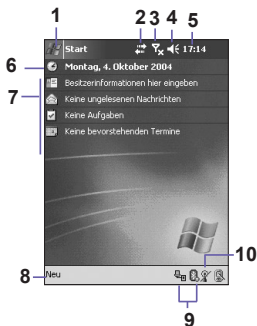 1 2 3 4 5
Start 17:14
6 Montag, 4. Oktober 2004
7 Besitzerinformationen hier eingeben
Keine ungelesenen Nachrichten
Keine Aufgaben
Keine bevorstehenden Termine
10
8 Neu
9